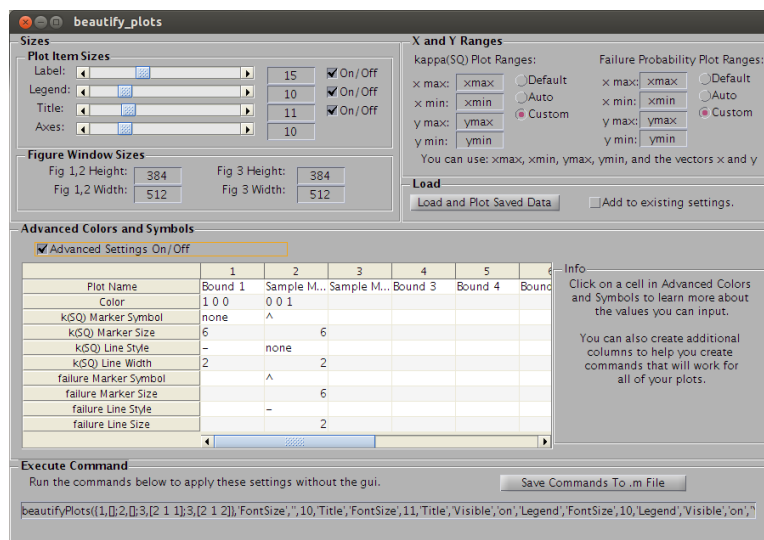 beautify_plots
Sizes
Plot Item Sizes
Label: 15 On/Off
Legend: 10 On/Off
Title: 11 On/Off
Axes: 10
Figure Window Sizes
Fig 1,2 Height: 384 Fig 3 Height: 384
Fig 1,2 Width: 512 Fig 3 Width: 512
X and Y Ranges
kappa(SQ) Plot Ranges:
x max: xmax Default
x min: xmin Auto
y max: ymax Custom
y min: ymin
Failure Probability Plot Ranges:
x max: xmax Default
x min: xmin Auto
y max: ymax Custom
y min: ymin
You can use: xmax, xmin, ymax, ymin, and the vectors x and y
Load
Load and Plot Saved Data Add to existing settings.
Advanced Colors and Symbols
Advanced Settings On/Off
1 2 3 4 5 6
Plot Name Bound 1 Sample M... Sample M... Bound 3 Bound 4 Bound
Color 1 0 0 0 0 1
k(SQ) Marker Symbol none ^
k(SQ) Marker Size 6 6
k(SQ) Line Style – none
k(SQ) Line Width 2 2
failure Marker Symbol ^
failure Marker Size 6
failure Line Style –
failure Line Size 2
Info
Click on a cell in Advanced Colors
and Symbols to learn more about
the values you can input.
You can also create additional
columns to help you create
commands that will work for
all of your plots.
Execute Command
Run the commands below to apply these settings without the gui. Save Commands To .m File
beautifyPlots({1,[];2,[];3,[2 1 1];3,[2 1 2]},'FontSize','',10,'Title','FontSize',11,'Title','Visible','on','Legend','FontSize',10,'Legend','Visible','on','